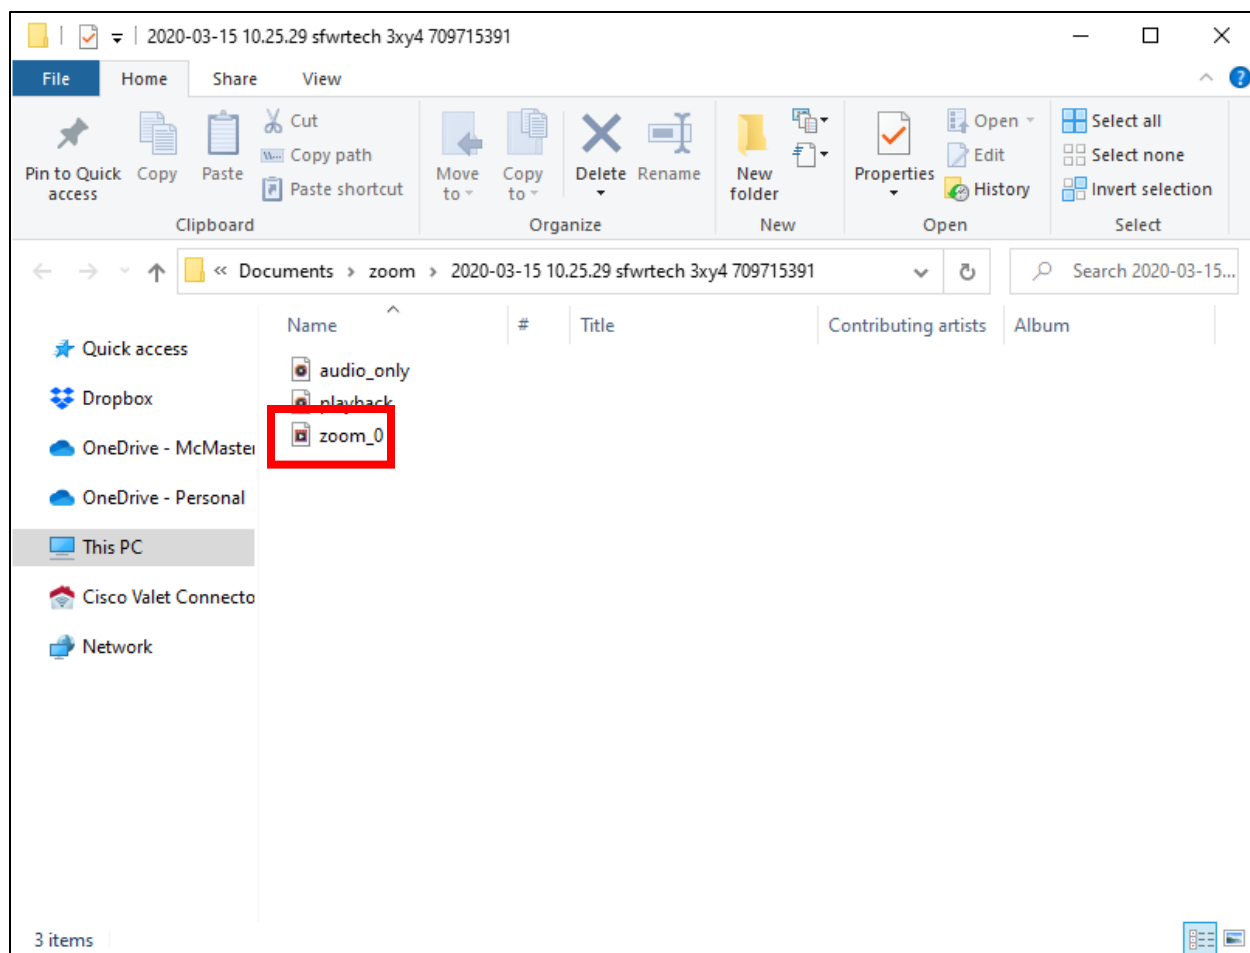 2020-03-15 10.25.29 sfwrtech 3xy4 709715391
File Home Share View
Pin to Quick access
Copy
Paste
Cut
Copy path
Paste shortcut
Move to
Copy to
Delete
Rename
New folder
Properties
Open
Edit
History
Select all
Select none
Invert selection
Clipboard Organize New Open Select
« Documents › zoom › 2020-03-15 10.25.29 sfwrtech 3xy4 709715391
Search 2020-03-15...
Name # Title Contributing artists Album
Quick access
Dropbox
OneDrive - McMaster
OneDrive - Personal
This PC
Cisco Valet Connecto
Network
audio_only
playback
zoom_0
3 items